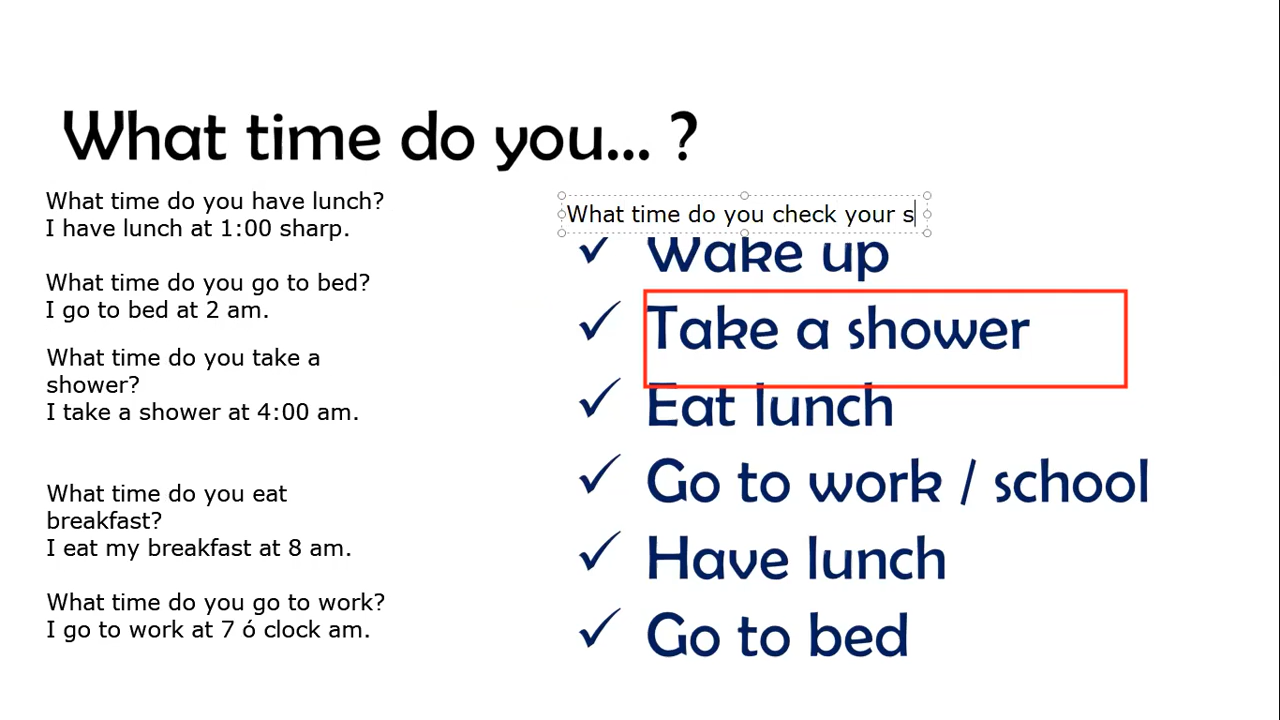 What time do you... ?
What time do you have lunch?
I have lunch at 1:00 sharp.
What time do you go to bed?
I go to bed at 2 am.
What time do you take a
shower?
I take a shower at 4:00 am.
What time do you eat
breakfast?
I eat my breakfast at 8 am.
What time do you go to work?
I go to work at 7 ó clock am.
What time do you check your s
✓ Wake up
✓ Take a shower
✓ Eat lunch
✓ Go to work / school
✓ Have lunch
✓ Go to bed